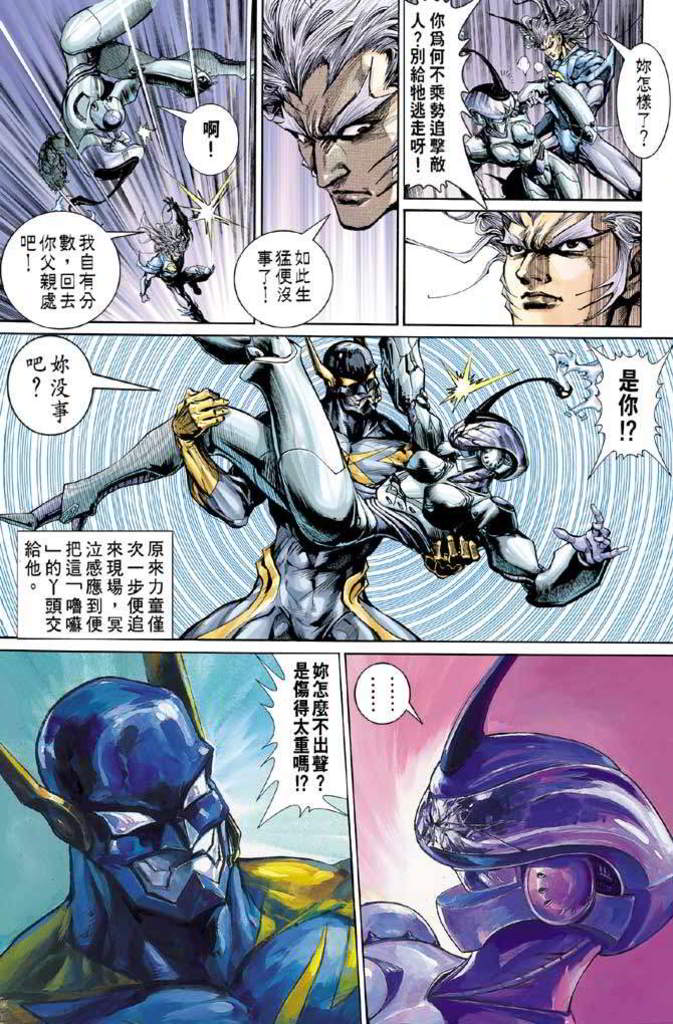 妳怎樣了?
你為何不乘勢追擊敵
人?別給牠逃走呀!
如此生
猛便沒
事了!
啊!
我自有分
數,回去
你父親處
吧!
是你!?
妳沒事
吧?
原來力童僅
次一步便追
來現場,冥
泣感應到便
把這「嚕囌
」的丫頭交
給他。
……
妳怎麼不出聲?
是傷得太重嗎!?